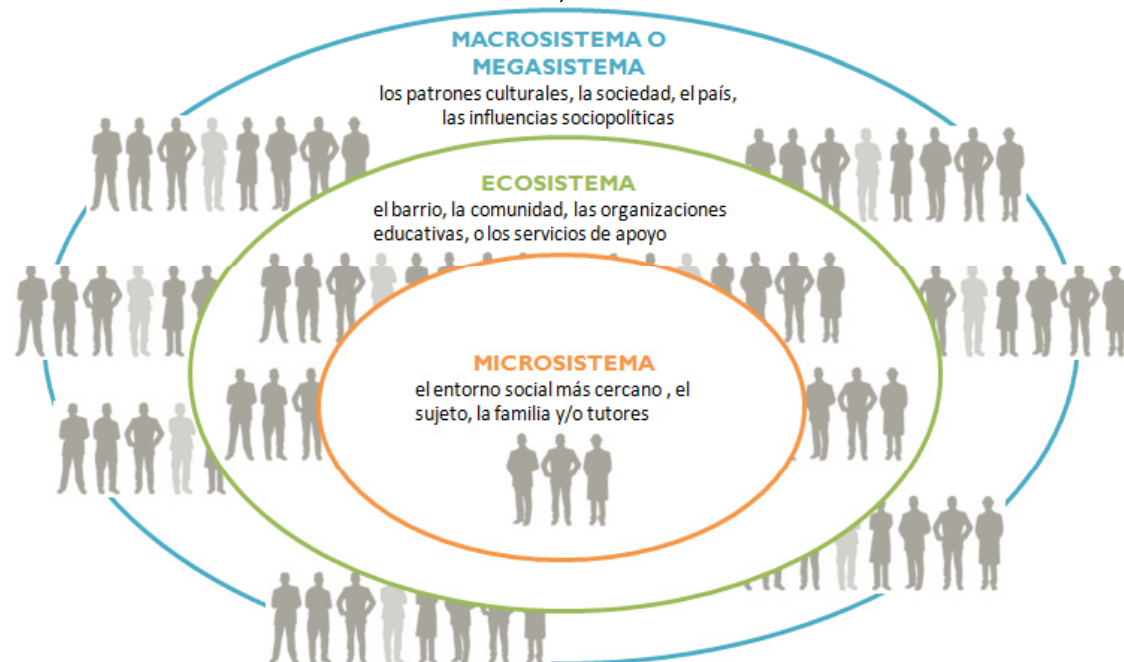 MACROSISTEMA O
MEGASISTEMA
los patrones culturales, la sociedad, el país,
las influencias sociopolíticas
ECOSISTEMA
el barrio, la comunidad, las organizaciones
educativas, o los servicios de apoyo
MICROSISTEMA
el entorno social más cercano , el
sujeto, la familia y/o tutores